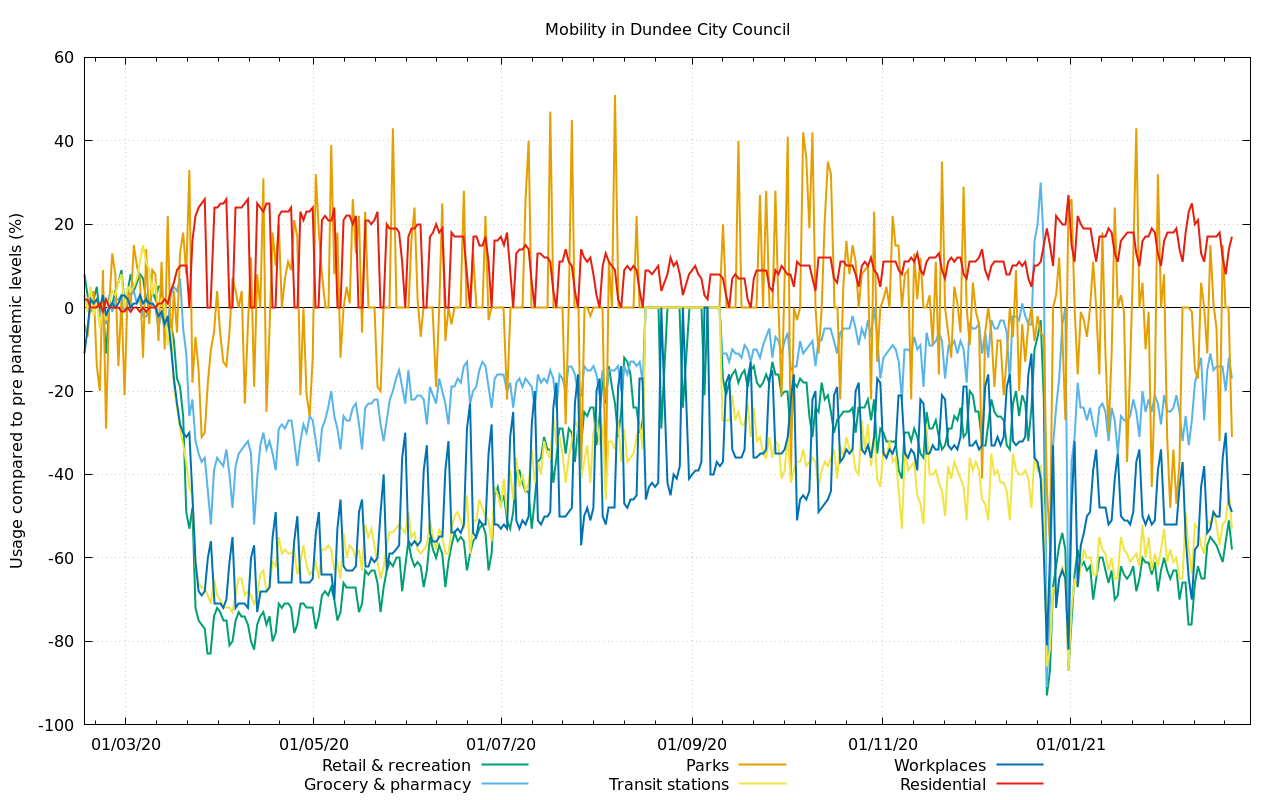 Mobility in Dundee City Council
Usage compared to pre pandemic levels (%)
60
40
20
0
-20
-40
-60
-80
-100
01/03/20 01/05/20 01/07/20 01/09/20 01/11/20 01/01/21
Retail & recreation Parks Workplaces
Grocery & pharmacy Transit stations Residential